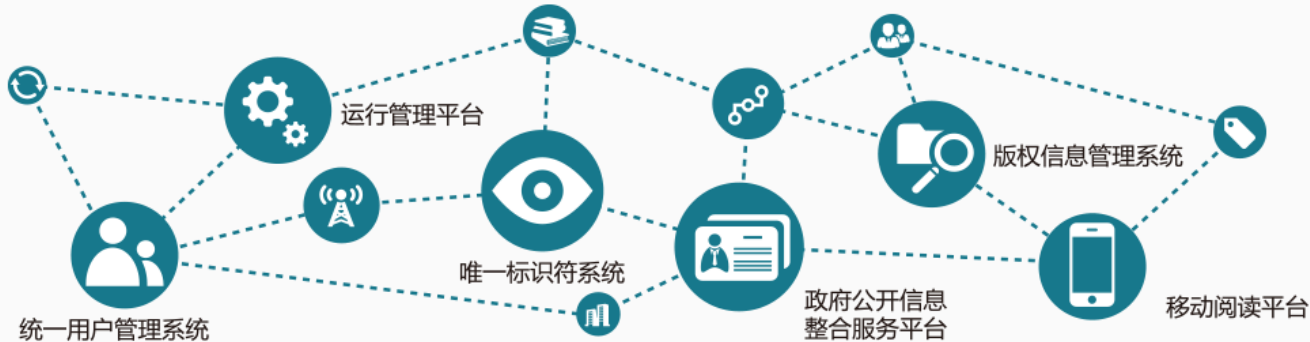 运行管理平台
版权信息管理系统
唯一标识符系统
政府公开信息
整合服务平台
移动阅读平台
统一用户管理系统